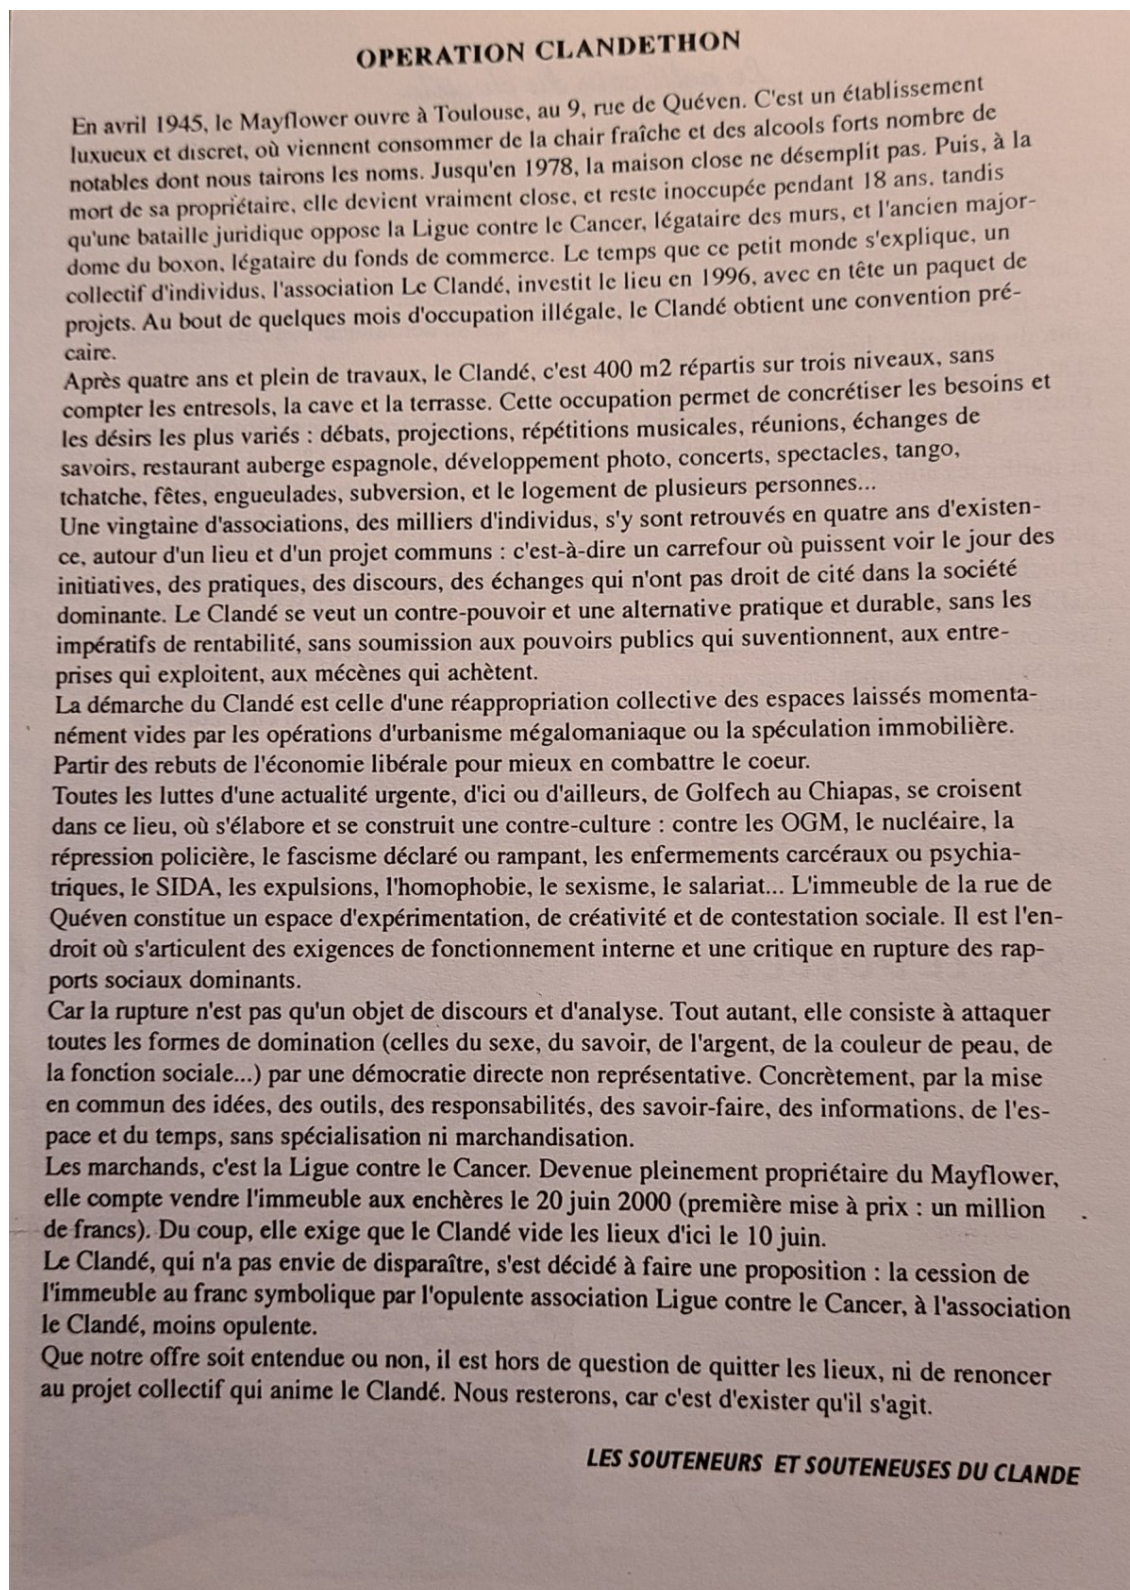 OPERATION CLANDETHON
En avril 1945, le Mayflower ouvre à Toulouse, au 9, rue de Quéven. C'est un établissement
luxueux et discret, où viennent consommer de la chair fraîche et des alcools forts nombre de
notables dont nous tairons les noms. Jusqu'en 1978, la maison close ne désemplit pas. Puis, à la
mort de sa propriétaire, elle devient vraiment close, et reste inoccupée pendant 18 ans, tandis
qu'une bataille juridique oppose la Ligue contre le Cancer, légataire des murs, et l'ancien major-
dome du boxon, légataire du fonds de commerce. Le temps que ce petit monde s'explique, un
collectif d'individus, l'association Le Clandé, investit le lieu en 1996, avec en tête un paquet de
projets. Au bout de quelques mois d'occupation illégale, le Clandé obtient une convention pré-
caire.
Après quatre ans et plein de travaux, le Clandé, c'est 400 m2 répartis sur trois niveaux, sans
compter les entresols, la cave et la terrasse. Cette occupation permet de concrétiser les besoins et
les désirs les plus variés : débats, projections, répétitions musicales, réunions, échanges de
savoirs, restaurant auberge espagnole, développement photo, concerts, spectacles, tango,
tchatche, fêtes, engueulades, subversion, et le logement de plusieurs personnes...
Une vingtaine d'associations, des milliers d'individus, s'y sont retrouvés en quatre ans d'existen-
ce, autour d'un lieu et d'un projet communs : c'est-à-dire un carrefour où puissent voir le jour des
initiatives, des pratiques, des discours, des échanges qui n'ont pas droit de cité dans la société
dominante. Le Clandé se veut un contre-pouvoir et une alternative pratique et durable, sans les
impératifs de rentabilité, sans soumission aux pouvoirs publics qui suventionnent, aux entre-
prises qui exploitent, aux mécènes qui achètent.
La démarche du Clandé est celle d'une réappropriation collective des espaces laissés momenta-
nément vides par les opérations d'urbanisme mégalomaniaque ou la spéculation immobilière.
Partir des rebuts de l'économie libérale pour mieux en combattre le coeur.
Toutes les luttes d'une actualité urgente, d'ici ou d'ailleurs, de Golfech au Chiapas, se croisent
dans ce lieu, où s'élabore et se construit une contre-culture : contre les OGM, le nucléaire, la
répression policière, le fascisme déclaré ou rampant, les enfermements carcéraux ou psychia-
triques, le SIDA, les expulsions, l'homophobie, le sexisme, le salariat... L'immeuble de la rue de
Quéven constitue un espace d'expérimentation, de créativité et de contestation sociale. Il est l'en-
droit où s'articulent des exigences de fonctionnement interne et une critique en rupture des rap-
ports sociaux dominants.
Car la rupture n'est pas qu'un objet de discours et d'analyse. Tout autant, elle consiste à attaquer
toutes les formes de domination (celles du sexe, du savoir, de l'argent, de la couleur de peau, de
la fonction sociale...) par une démocratie directe non représentative. Concrètement, par la mise
en commun des idées, des outils, des responsabilités, des savoir-faire, des informations, de l'es-
pace et du temps, sans spécialisation ni marchandisation.
Les marchands, c'est la Ligue contre le Cancer. Devenue pleinement propriétaire du Mayflower,
elle compte vendre l'immeuble aux enchères le 20 juin 2000 (première mise à prix : un million
de francs). Du coup, elle exige que le Clandé vide les lieux d'ici le 10 juin.
Le Clandé, qui n'a pas envie de disparaître, s'est décidé à faire une proposition : la cession de
l'immeuble au franc symbolique par l'opulente association Ligue contre le Cancer, à l'association
le Clandé, moins opulente.
Que notre offre soit entendue ou non, il est hors de question de quitter les lieux, ni de renoncer
au projet collectif qui anime le Clandé. Nous resterons, car c'est d'exister qu'il s'agit.
LES SOUTENEURS ET SOUTENEUSES DU CLANDE